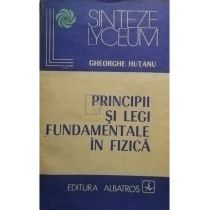 SINTEZE
LYCEUM
GHEORGHE HUȚANU
PRINCIPII
ȘI LEGI
FUNDAMENTALE
ÎN FIZICĂ
EDITURA ALBATROS